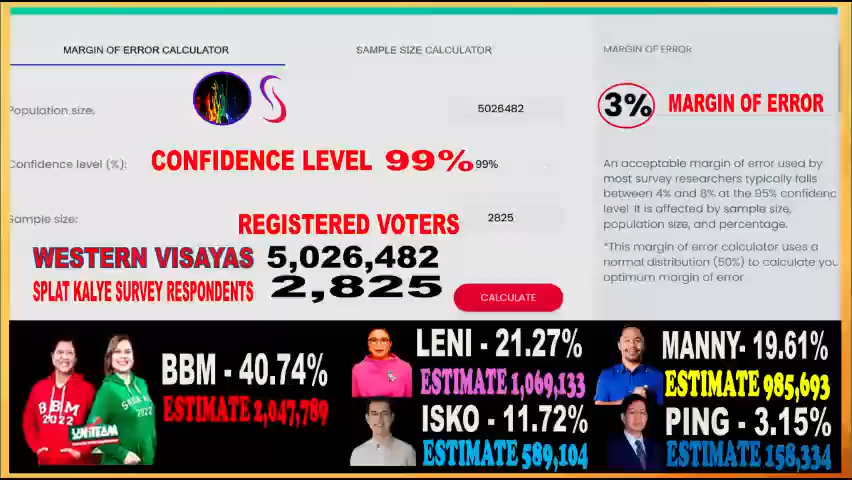 MARGIN OF ERROR CALCULATOR
SAMPLE SIZE CALCULATOR
MARGIN OF ERROR
Population size:
5026482
3% MARGIN OF ERROR
Confidence level (%):
CONFIDENCE LEVEL 99%
99%
An acceptable margin of error used by
most survey researchers typically falls
between 4% and 8% at the 95% confidenc
level. It is affected by sample size,
population size, and percentage.
Sample size:
REGISTERED VOTERS
2825
WESTERN VISAYAS 5,026,482
SPLAT KALYE SURVEY RESPONDENTS 2,825
CALCULATE
*This margin of error calculator uses a
normal distribution (50%) to calculate you
optimum margin of error
BBM
2022
SARA
2022
UNITEAM
BBM - 40.74%
ESTIMATE 2,047,789
LENI - 21.27%
ESTIMATE 1,069,133
ISKO - 11.72%
ESTIMATE 589,104
MANNY- 19.61%
ESTIMATE 985,693
PING - 3.15%
ESTIMATE 158,334